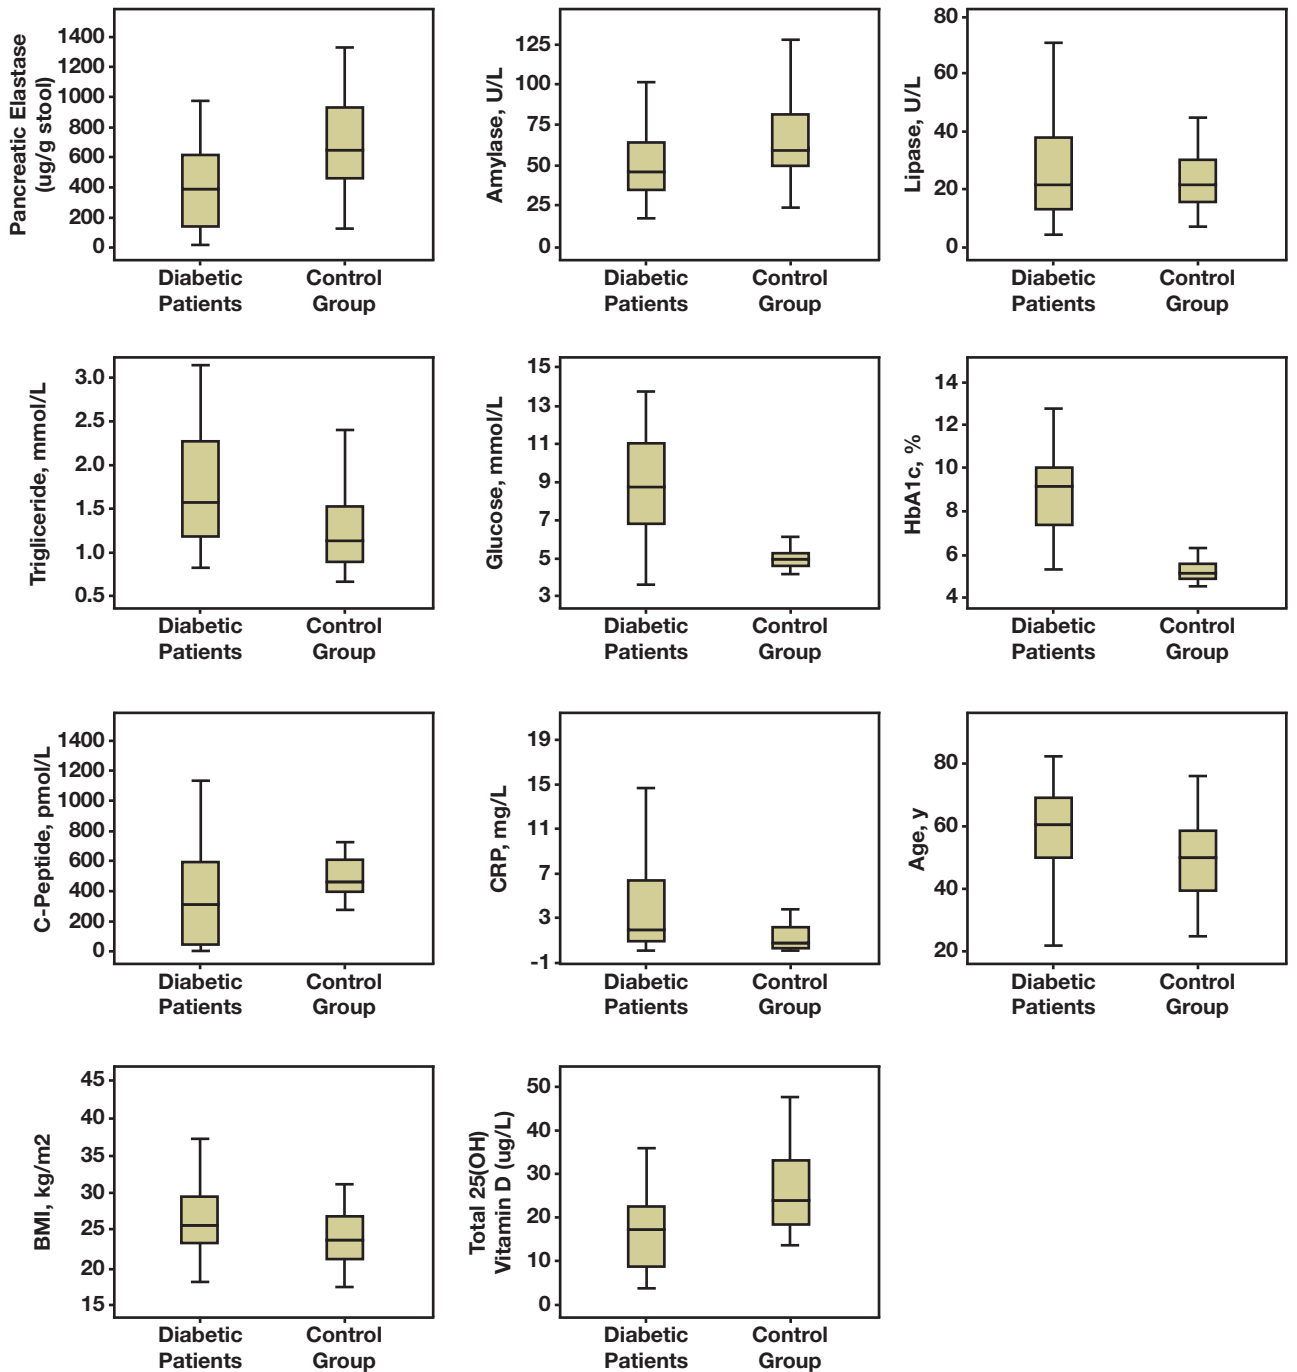 Pancreatic Elastase
(ug/g stool)
1400
1200
1000
800
600
400
200
0
Diabetic
Patients
Control
Group
Amylase, U/L
125
100
75
50
25
0
Diabetic
Patients
Control
Group
Lipase, U/L
80
60
40
20
0
Diabetic
Patients
Control
Group
Trigliceride, mmol/L
3.0
2.5
2.0
1.5
1.0
0.5
Diabetic
Patients
Control
Group
Glucose, mmol/L
15
13
11
9
7
5
3
Diabetic
Patients
Control
Group
HbA1c, %
14
12
10
8
6
4
Diabetic
Patients
Control
Group
C-Peptide, pmol/L
1400
1200
1000
800
600
400
200
0
Diabetic
Patients
Control
Group
CRP, mg/L
19
15
11
7
3
-1
Diabetic
Patients
Control
Group
Age, y
80
60
40
20
Diabetic
Patients
Control
Group
BMI, kg/m2
45
40
35
30
25
20
15
Diabetic
Patients
Control
Group
Total 25(OH)
Vitamin D (ug/L)
50
40
30
20
10
0
Diabetic
Patients
Control
Group